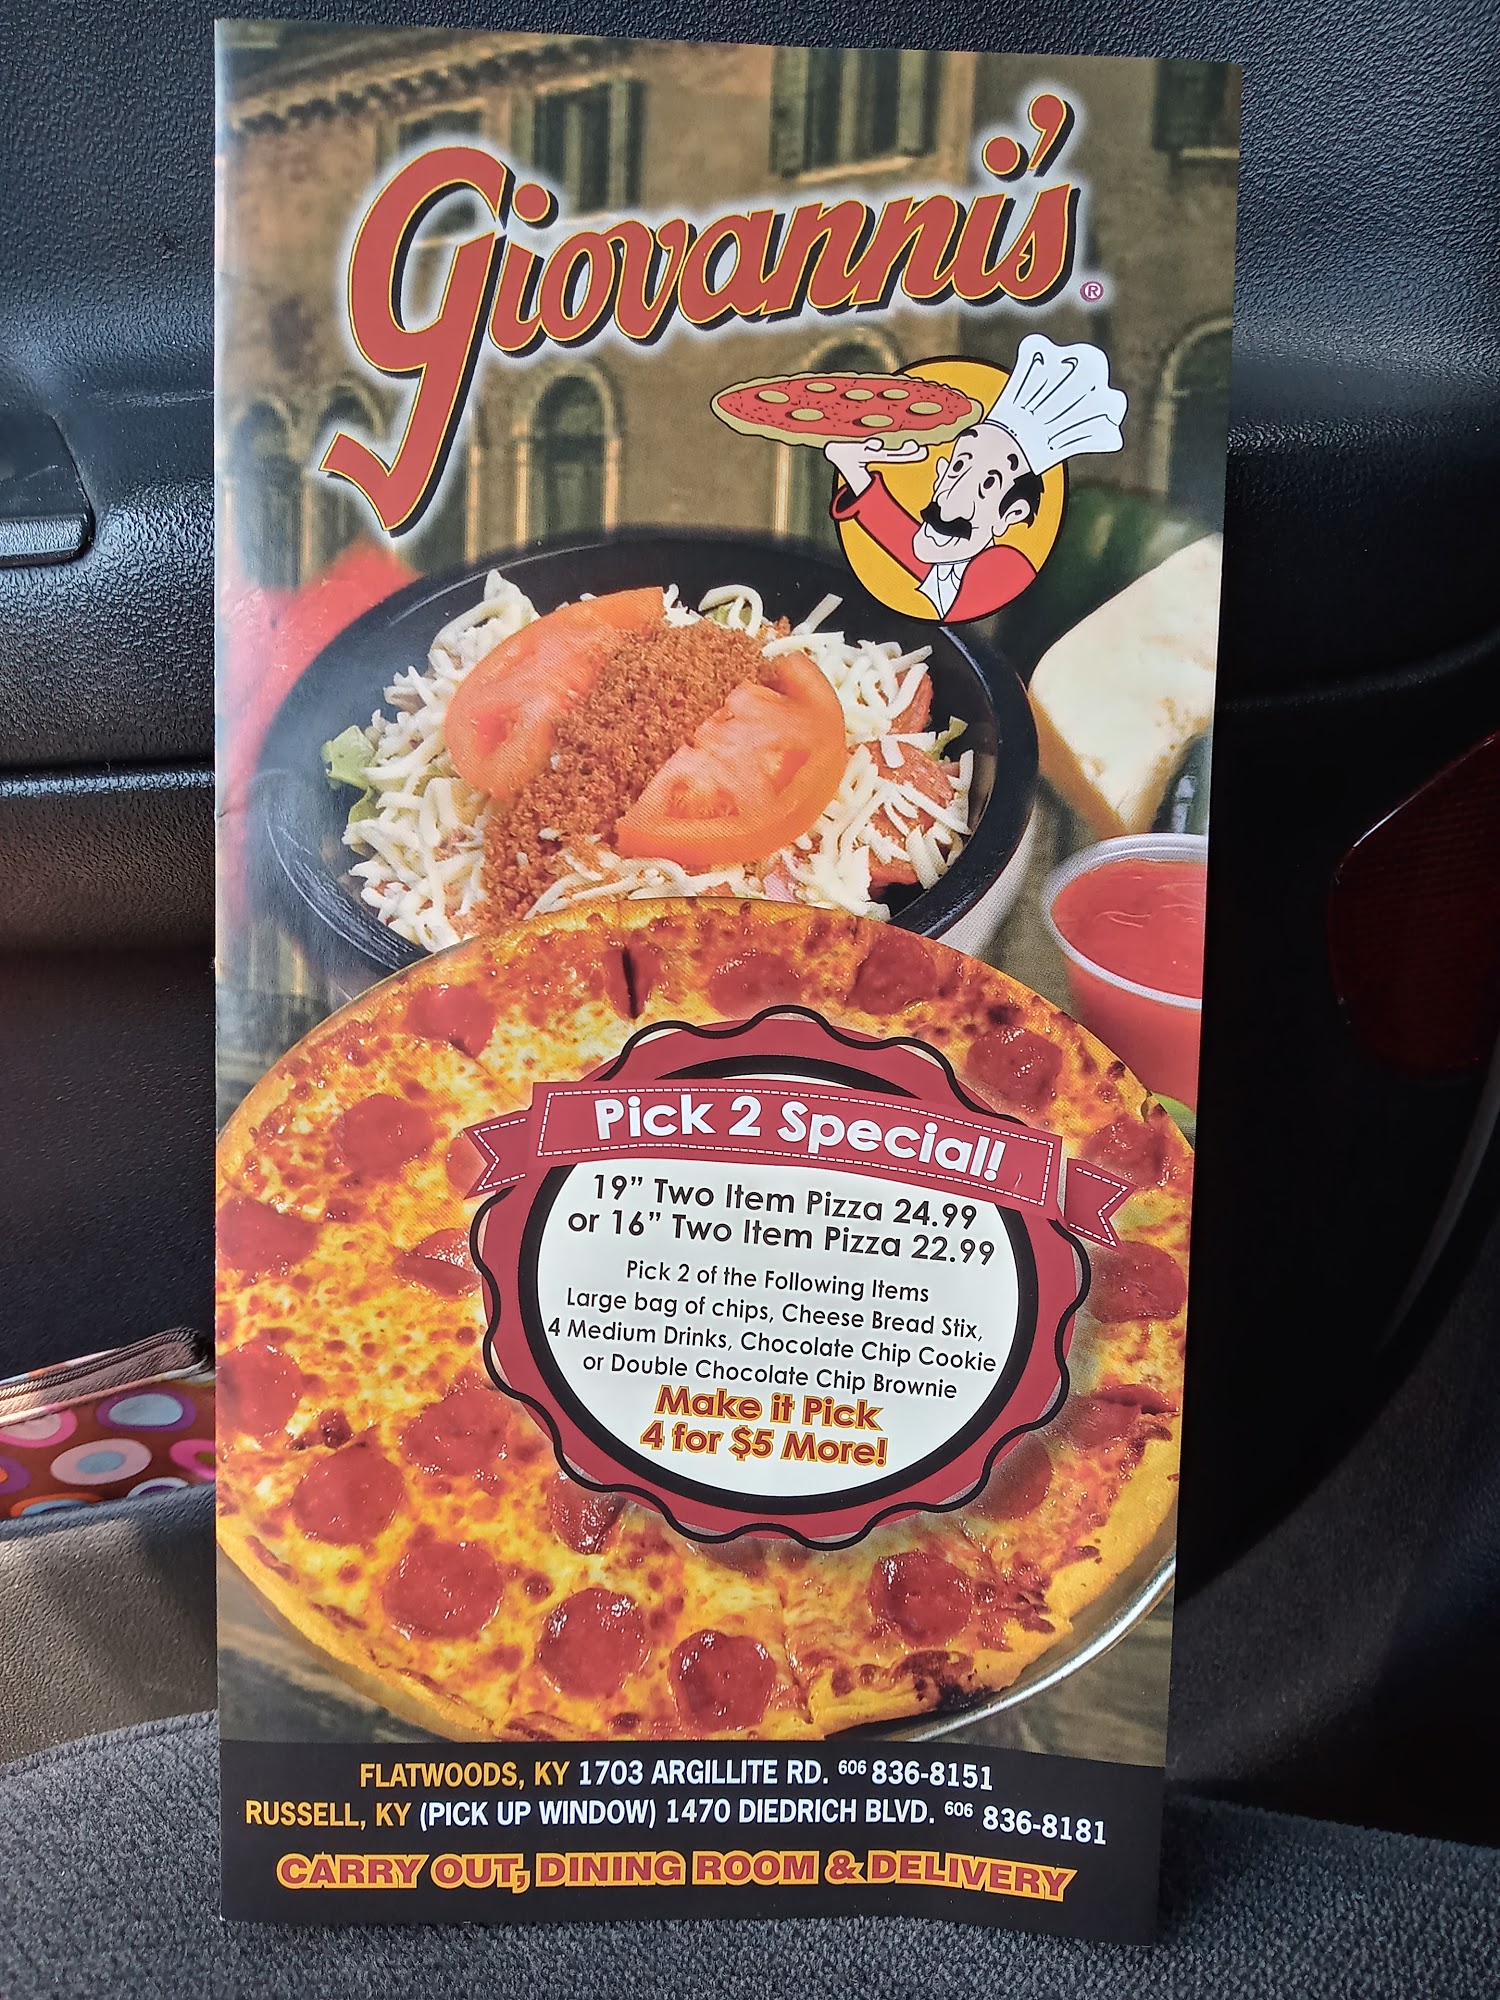 Giovanni's®
Pick 2 Special!
19” Two Item Pizza 24.99
or 16” Two Item Pizza 22.99
Pick 2 of the Following Items
Large bag of chips, Cheese Bread Stix,
4 Medium Drinks, Chocolate Chip Cookie
or Double Chocolate Chip Brownie
Make it Pick
4 for $5 More!
FLATWOODS, KY 1703 ARGILLITE RD. 606 836-8151
RUSSELL, KY (PICK UP WINDOW) 1470 DIEDRICH BLVD. 606 836-8181
CARRY OUT, DINING ROOM & DELIVERY